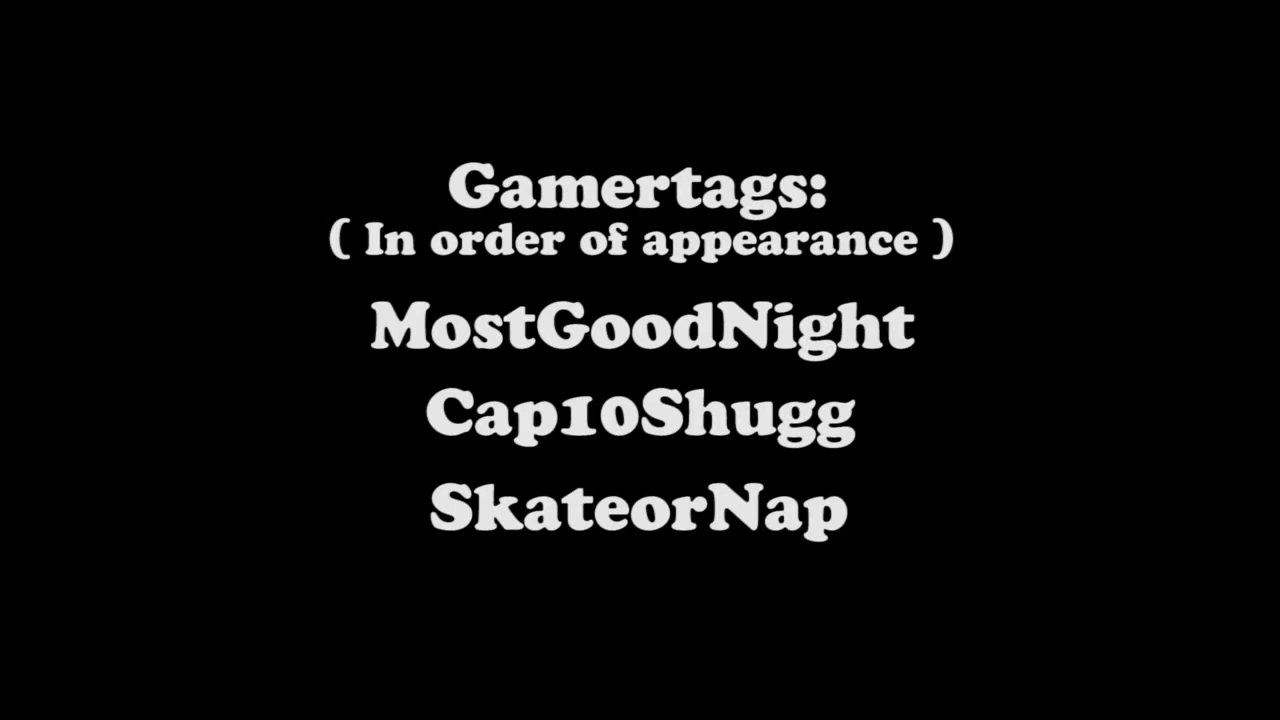 Gamertags:
( In order of appearance )
MostGoodNight
Cap10Shugg
SkateorNap